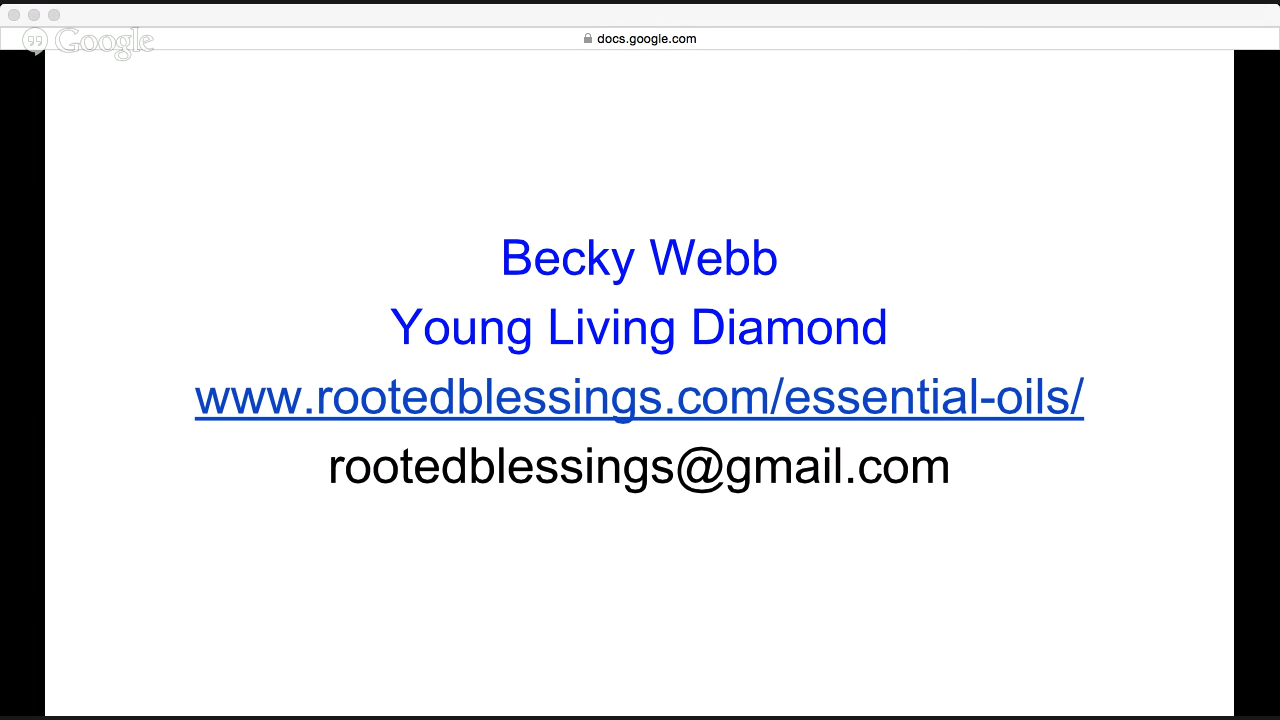 docs.google.com
Google
Becky Webb
Young Living Diamond
www.rootedblessings.com/essential-oils/
rootedblessings@gmail.com